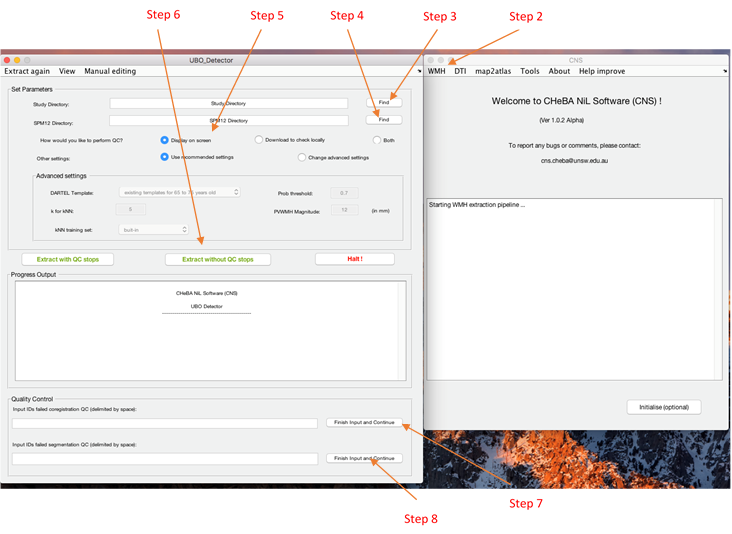 Step 6
Step 5
Step 4
Step 3
Step 2
UBO_Detector
Extract again View Manual editing
Set Parameters
Study Directory:
Study Directory
Find
SPM12 Directory:
SPM12 Directory
Find
How would you like to perform QC?
Display on screen
Download to check locally
Both
Other settings:
Use recommended settings
Change advanced settings
Advanced settings
DARTEL Template:
existing templates for 65 to 75 years old
Prob threshold:
0.7
k for kNN:
5
PVWMH Magnitude:
12
(in mm)
kNN training set:
built-in
Extract with QC stops
Extract without QC stops
Halt !
Progress Output
CHeBA NiL Software (CNS)
UBO Detector
Quality Control
Input IDs failed coregistration QC (delimited by space):
Finish Input and Continue
Input IDs failed segmentation QC (delimited by space):
Finish Input and Continue
CNS
WMH DTI map2atlas Tools About Help improve
Welcome to CHeBA NiL Software (CNS) !
(Ver 1.0.2 Alpha)
To report any bugs or comments, please contact:
cns.cheba@unsw.edu.au
Starting WMH extraction pipeline ...
Initialise (optional)
Step 7
Step 8